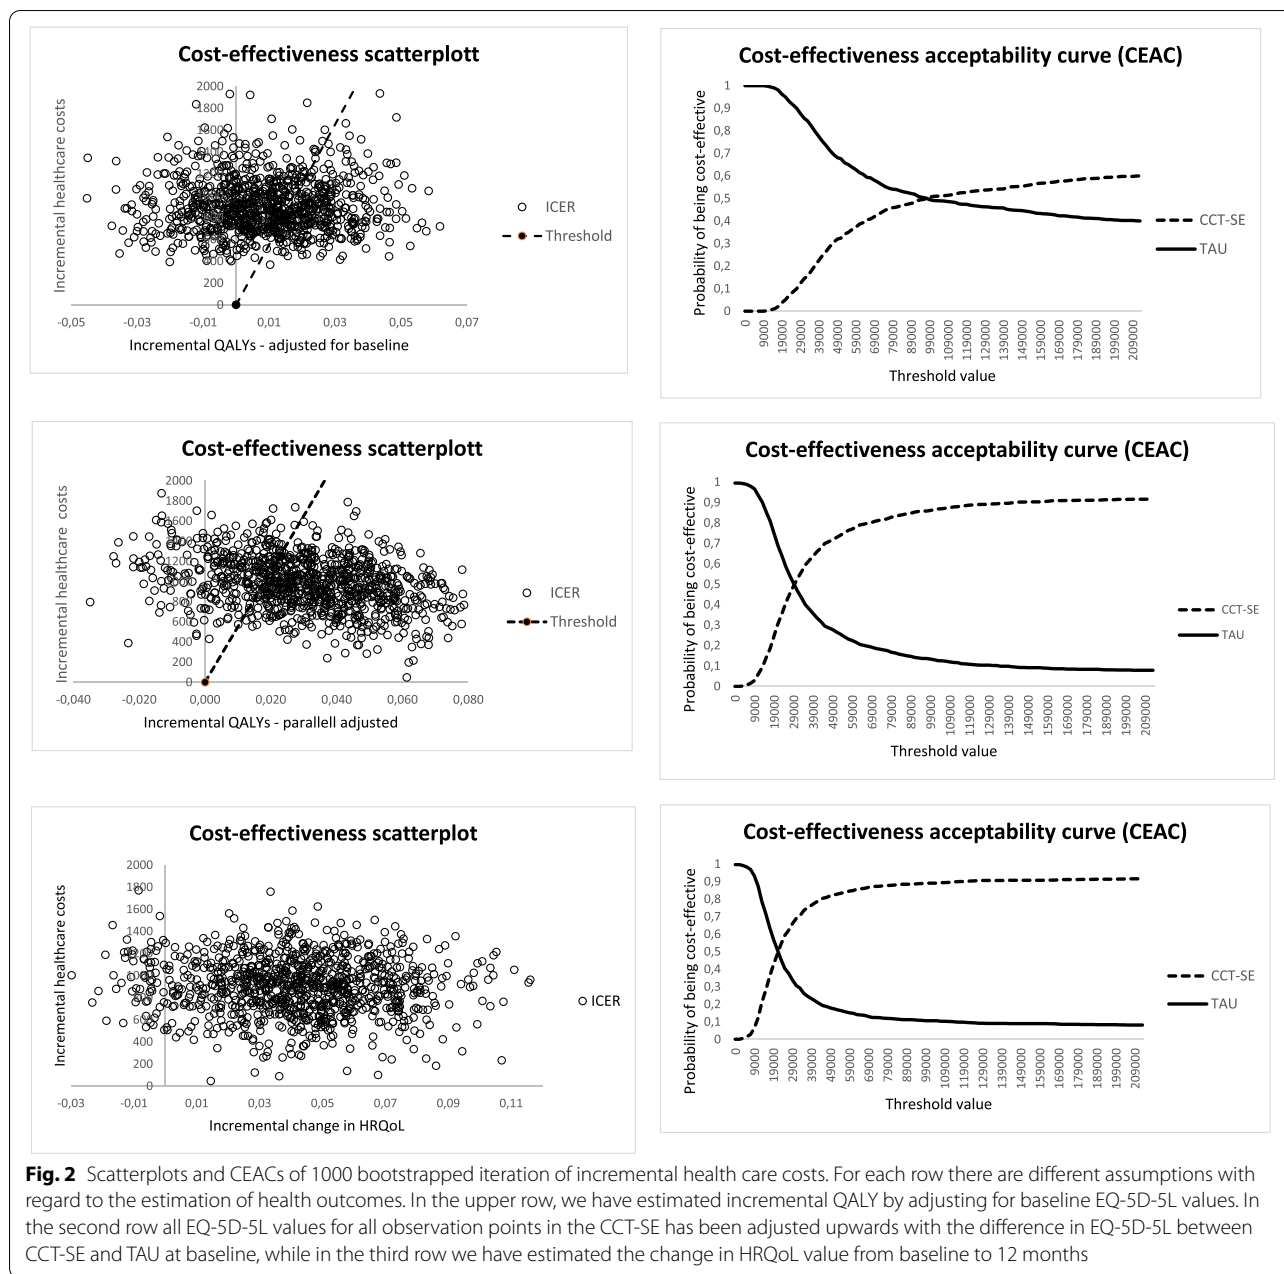 Cost-effectiveness scatterplott
Incremental healthcare costs
2000
1800
1600
1400
400
200
0
-0,05 -0,03 -0,01 0,01 0,03 0,05 0,07
Incremental QALYs - adjusted for baseline
ICER
Threshold
Cost-effectiveness acceptability curve (CEAC)
Probability of being cost-effective
1
0,9
0,8
0,7
0,6
0,5
0,4
0,3
0,2
0,1
0
0 9000 19000 29000 39000 49000 59000 69000 79000 89000 99000 109000 119000 129000 139000 149000 159000 169000 179000 189000 199000 209000
Threshold value
CCT-SE
TAU
Cost-effectiveness scatterplott
Incremental healthcare costs
2000
1800
1600
1400
1200
1000
800
600
400
200
0
-0,040 -0,020 0,000 0,020 0,040 0,060 0,080
Incremental QALYs - parallell adjusted
ICER
Threshold
Cost-effectiveness acceptability curve (CEAC)
Probability of being cost-effective
1
0,9
0,8
0,7
0,6
0,5
0,4
0,3
0,2
0,1
0
0 9000 19000 29000 39000 49000 59000 69000 79000 89000 99000 109000 119000 129000 139000 149000 159000 169000 179000 189000 199000 209000
Threshold value
CCT-SE
TAU
Cost-effectiveness scatterplot
Incremental healthcare costs
2000
1800
1600
1400
1200
1000
800
600
400
200
0
-0,03 -0,01 0,01 0,03 0,05 0,07 0,09 0,11
Incremental change in HRQoL
ICER
Cost-effectiveness acceptability curve (CEAC)
Probability of being cost-effective
1
0,9
0,8
0,7
0,6
0,5
0,4
0,3
0,2
0,1
0
0 9000 19000 29000 39000 49000 59000 69000 79000 89000 99000 109000 119000 129000 139000 149000 159000 169000 179000 189000 199000 209000
Threshold value
CCT-SE
TAU
Fig. 2 Scatterplots and CEACs of 1000 bootstrapped iteration of incremental health care costs. For each row there are different assumptions with
regard to the estimation of health outcomes. In the upper row, we have estimated incremental QALY by adjusting for baseline EQ-5D-5L values. In
the second row all EQ-5D-5L values for all observation points in the CCT-SE has been adjusted upwards with the difference in EQ-5D-5L between
CCT-SE and TAU at baseline, while in the third row we have estimated the change in HRQoL value from baseline to 12 months